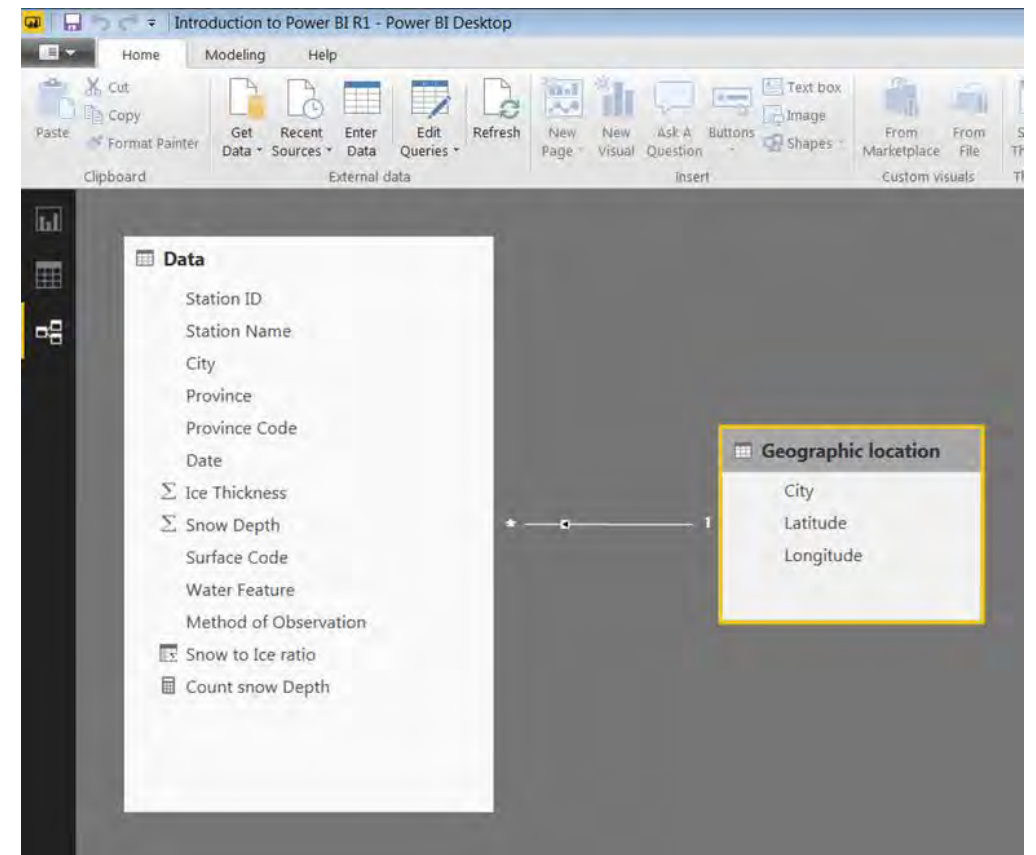 Introduction to Power BI R1 - Power BI Desktop
Home Modeling Help
Paste
Cut
Copy
Format Painter
Get Data
Recent Sources
Enter Data
Edit Queries
Refresh
New Page
New Visual
Ask A Question
Buttons
Text box
Image
Shapes
From Marketplace
From File
Clipboard
External data
Insert
Custom visuals
Data
Station ID
Station Name
City
Province
Province Code
Date
Σ Ice Thickness
Σ Snow Depth
Surface Code
Water Feature
Method of Observation
Snow to Ice ratio
Count snow Depth
* 1
Geographic location
City
Latitude
Longitude